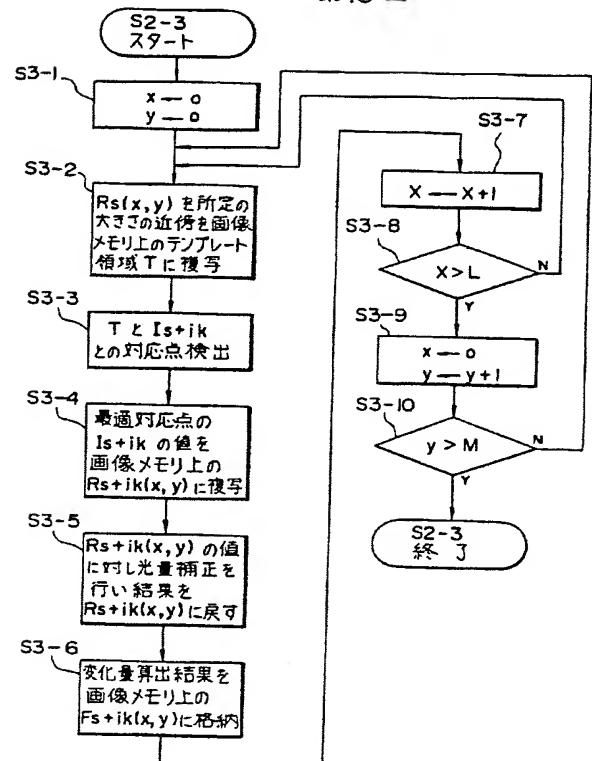 S2-3
スタート
S3-1
x ← 0
y ← 0
S3-2
Rs(x,y)を所定の
大きさの近傍を画像
メモリ上のテンプレート
領域Tに複写
S3-3
TとIs+ik
との対応点検出
S3-4
最適対応点の
Is+ikの値を
画像メモリ上の
Rs+ik(x,y)に複写
S3-5
Rs+ik(x,y)の値
に対し光量補正を
行い結果を
Rs+ik(x,y)に戻す
S3-6
変化量算出結果を
画像メモリ上の
Fs+ik(x,y)に格納
S3-7
X ← X+1
S3-8
X>L
N
Y
S3-9
x ← 0
y ← y+1
S3-10
y>M
N
Y
S2-3
終了